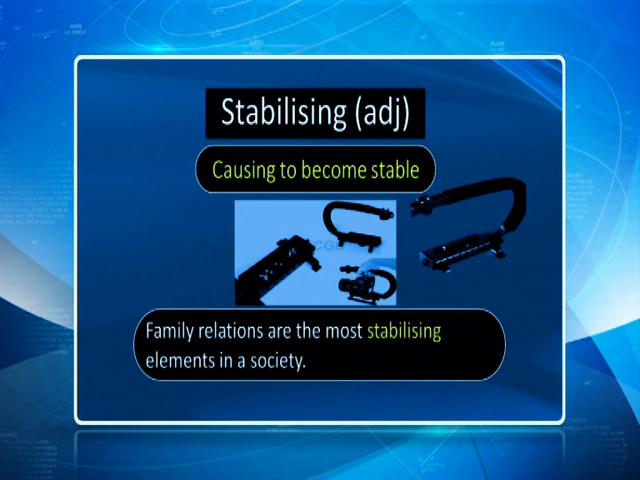 Stabilising (adj)
Causing to become stable
Family relations are the most stabilising
elements in a society.